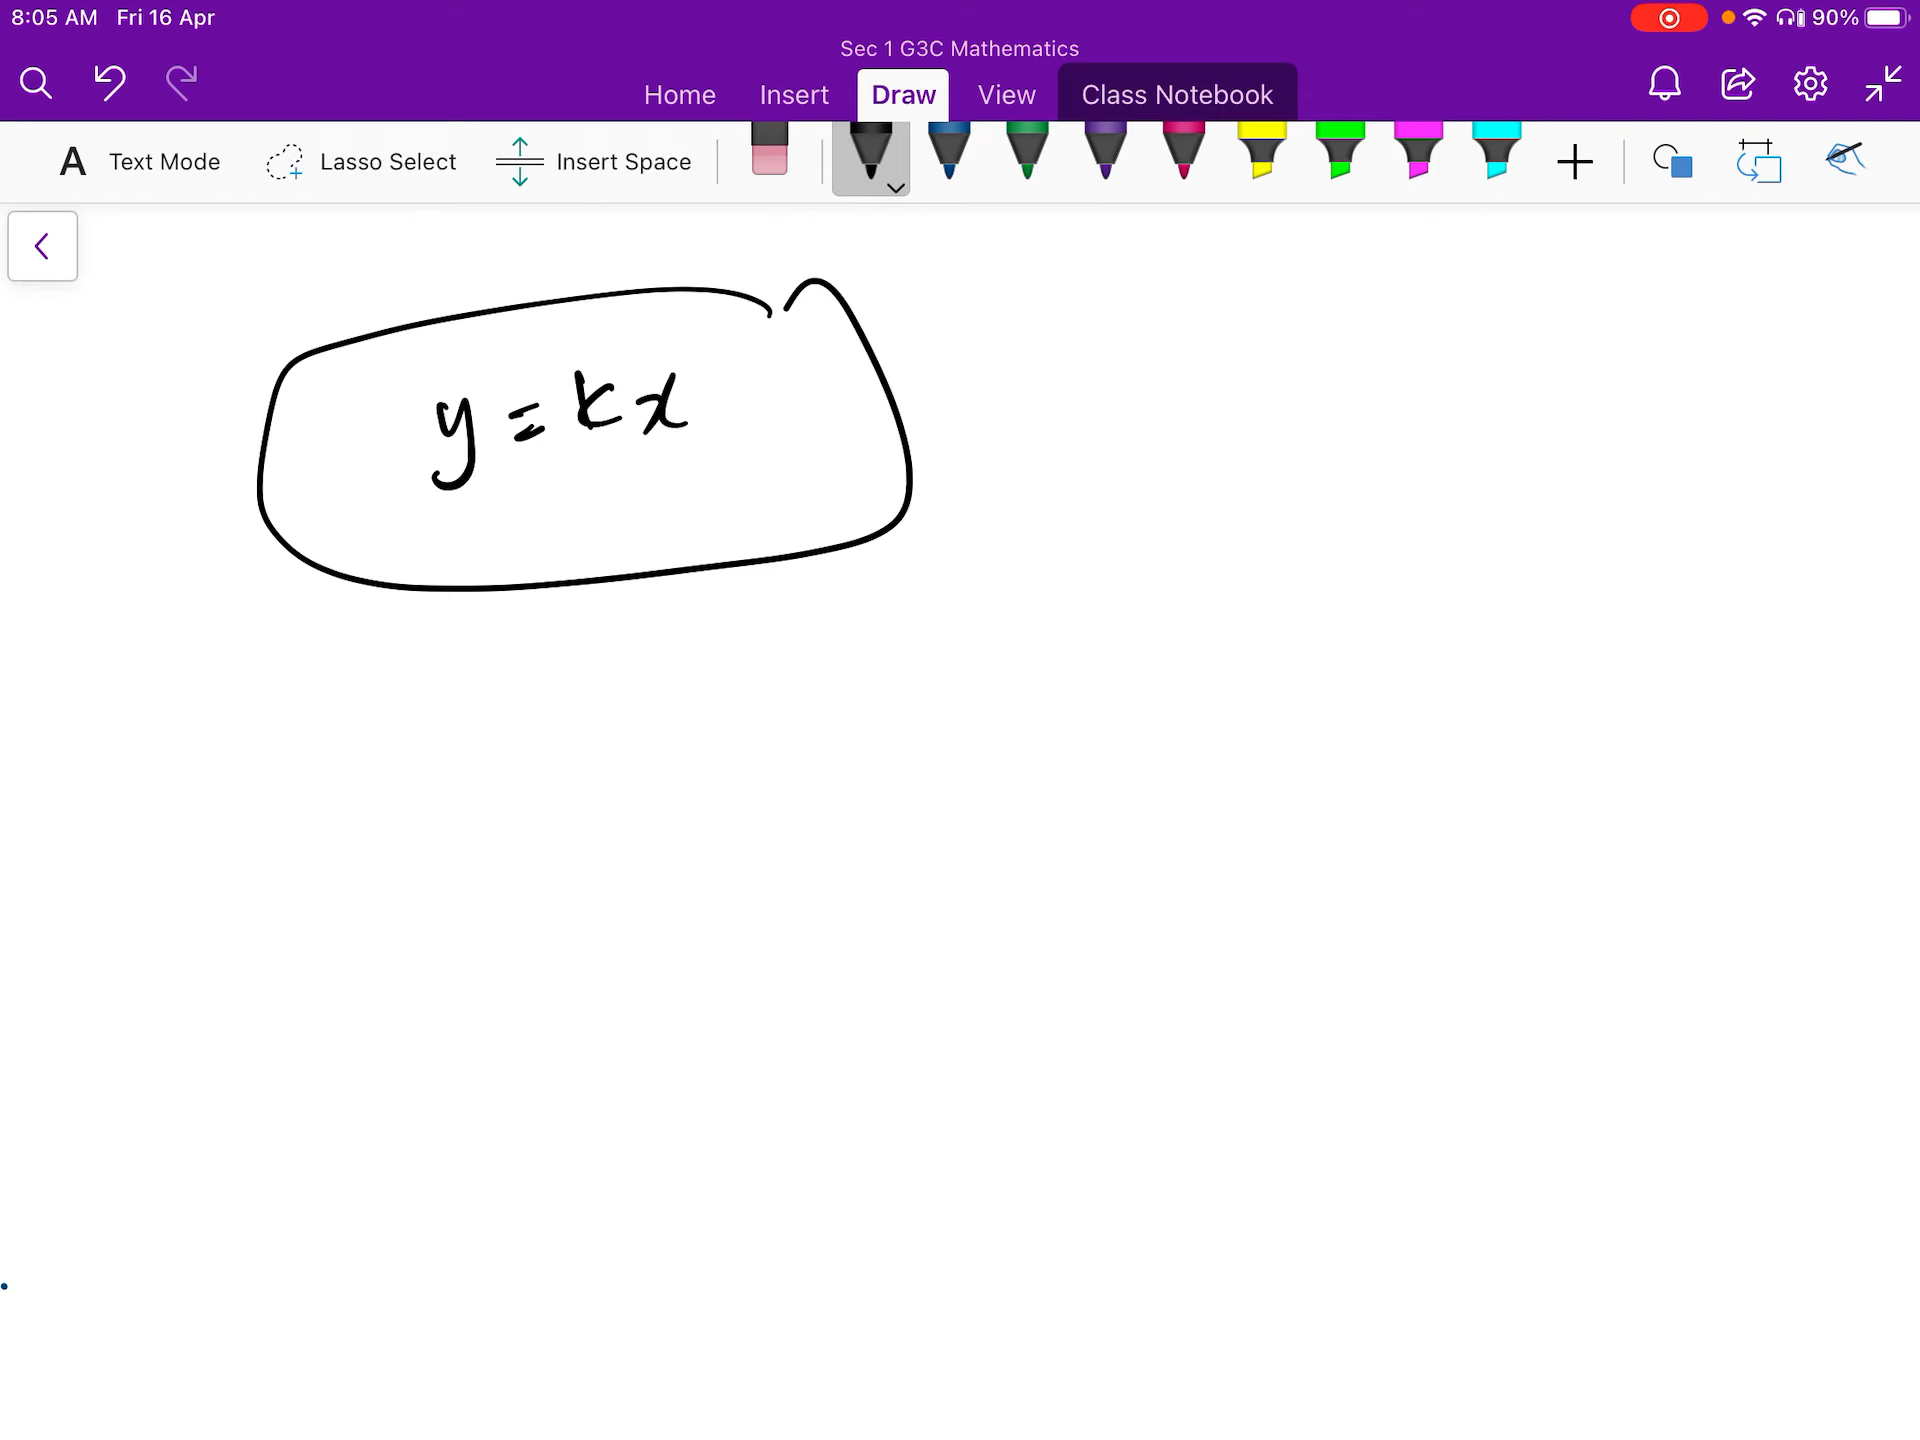 8:05 AM Fri 16 Apr
90%
Sec 1 G3C Mathematics
Home Insert Draw View Class Notebook
A Text Mode Lasso Select Insert Space
y = kx